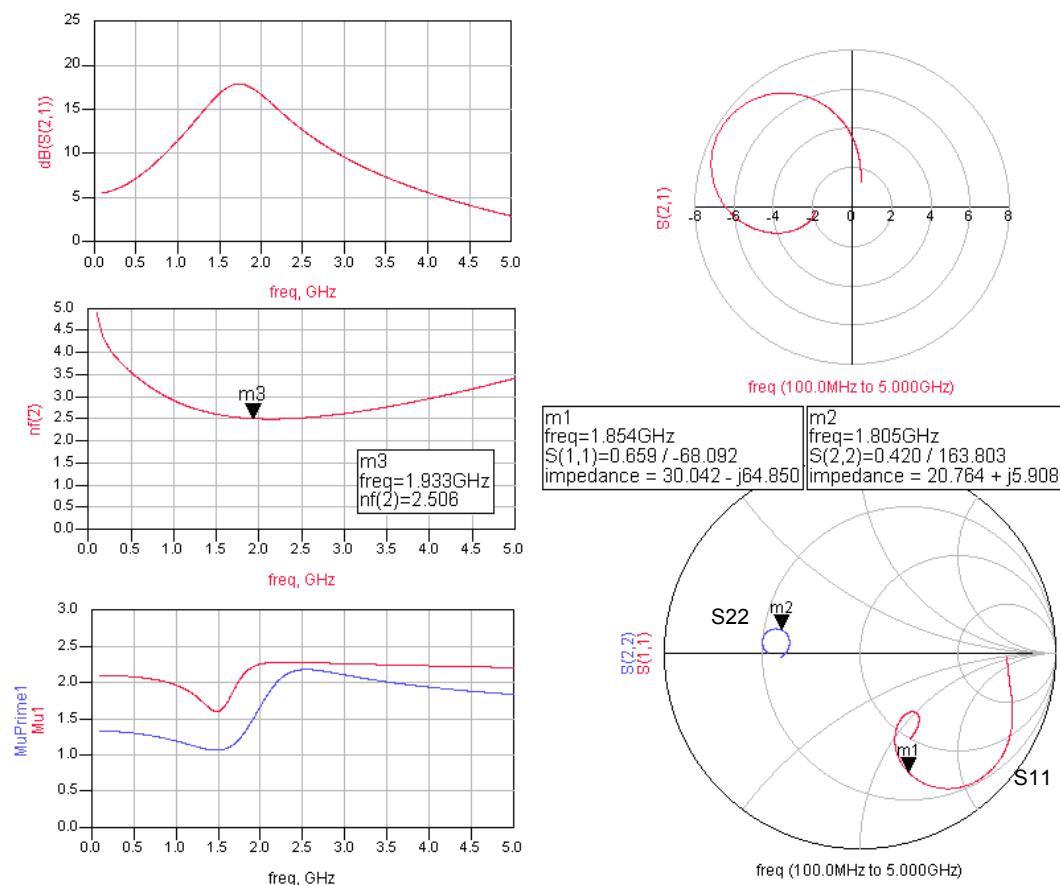 25
20
15
10
5
0
dB(S(2,1))
0.0 0.5 1.0 1.5 2.0 2.5 3.0 3.5 4.0 4.5 5.0
freq, GHz
S(2,1)
-8 -6 -4 -2 0 2 4 6 8
freq (100.0MHz to 5.000GHz)
5.0
4.5
4.0
3.5
3.0
2.5
2.0
1.5
1.0
0.5
0.0
nf(2)
m3
m3
freq=1.933GHz
nf(2)=2.506
0.0 0.5 1.0 1.5 2.0 2.5 3.0 3.5 4.0 4.5 5.0
freq, GHz
m1
freq=1.854GHz
S(1,1)=0.659 / -68.092
impedance = 30.042 - j64.850
m2
freq=1.805GHz
S(2,2)=0.420 / 163.803
impedance = 20.764 + j5.908
3.0
2.5
2.0
1.5
1.0
0.5
0.0
MuPrime1
Mu1
0.0 0.5 1.0 1.5 2.0 2.5 3.0 3.5 4.0 4.5 5.0
freq, GHz
S(2,2)
S(1,1)
S22
m2
m1
S11
freq (100.0MHz to 5.000GHz)